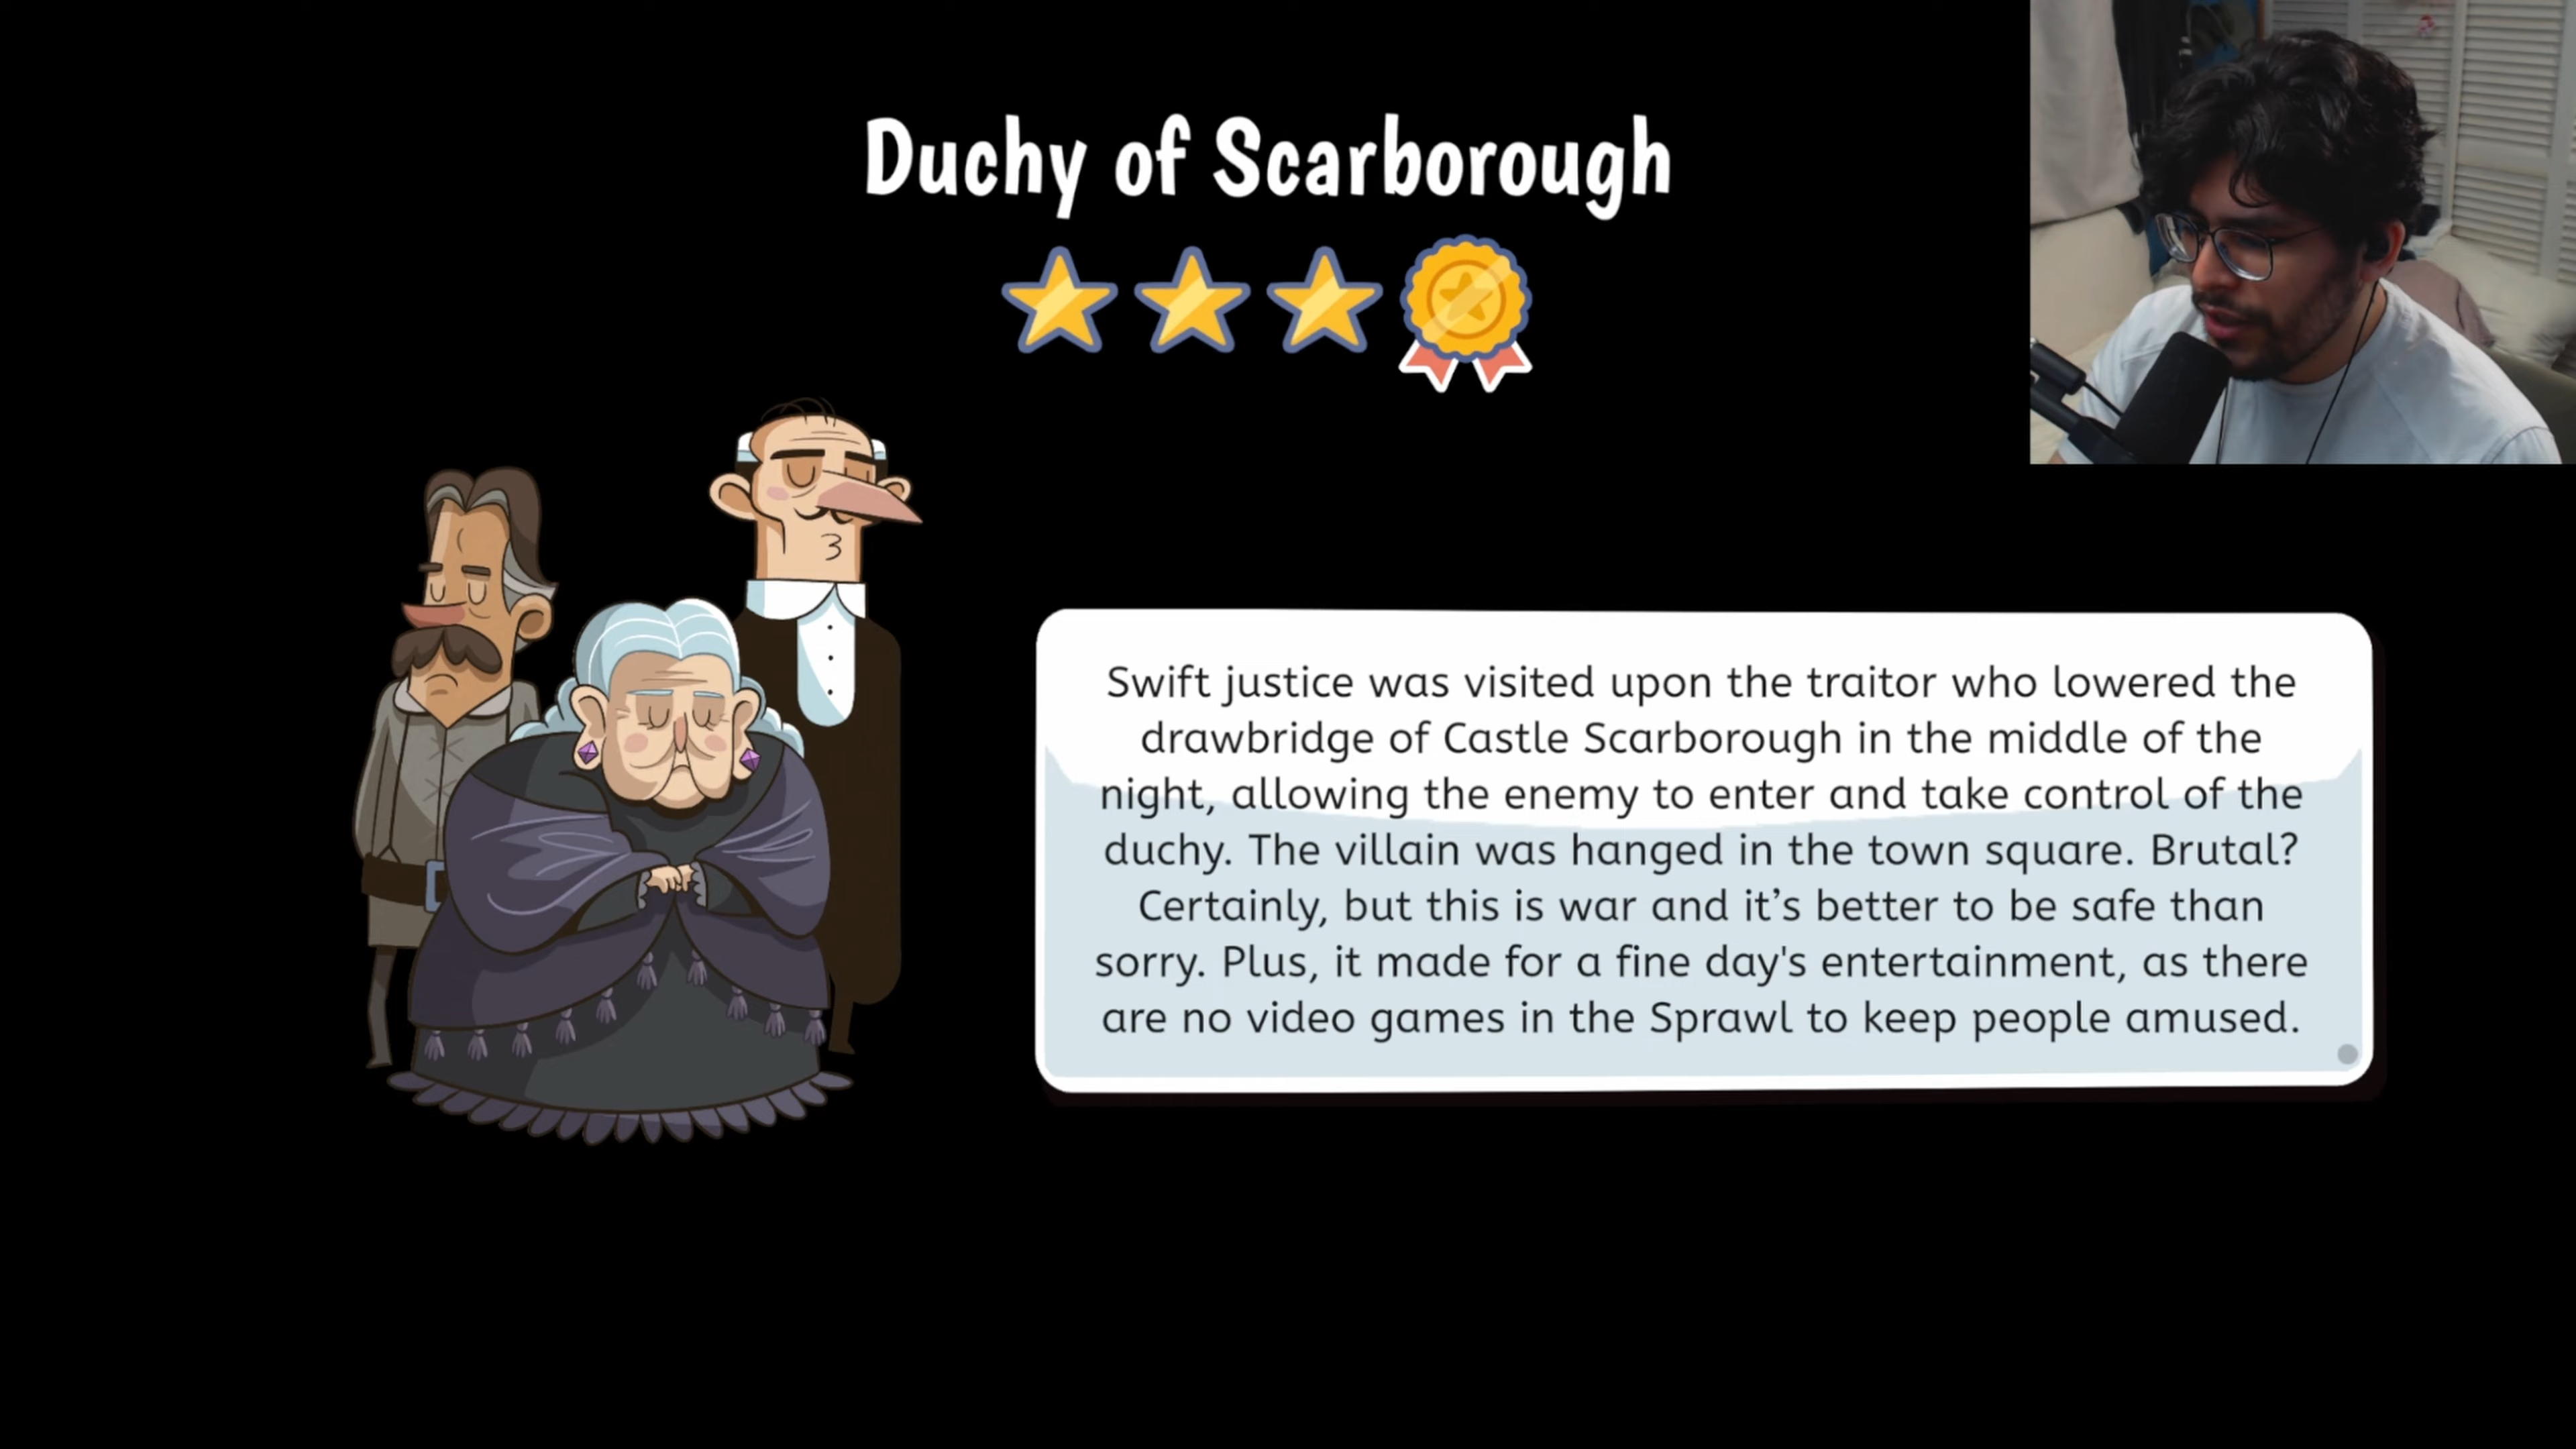 Duchy of Scarborough
Swift justice was visited upon the traitor who lowered the
drawbridge of Castle Scarborough in the middle of the
night, allowing the enemy to enter and take control of the
duchy. The villain was hanged in the town square. Brutal?
Certainly, but this is war and it’s better to be safe than
sorry. Plus, it made for a fine day's entertainment, as there
are no video games in the Sprawl to keep people amused.